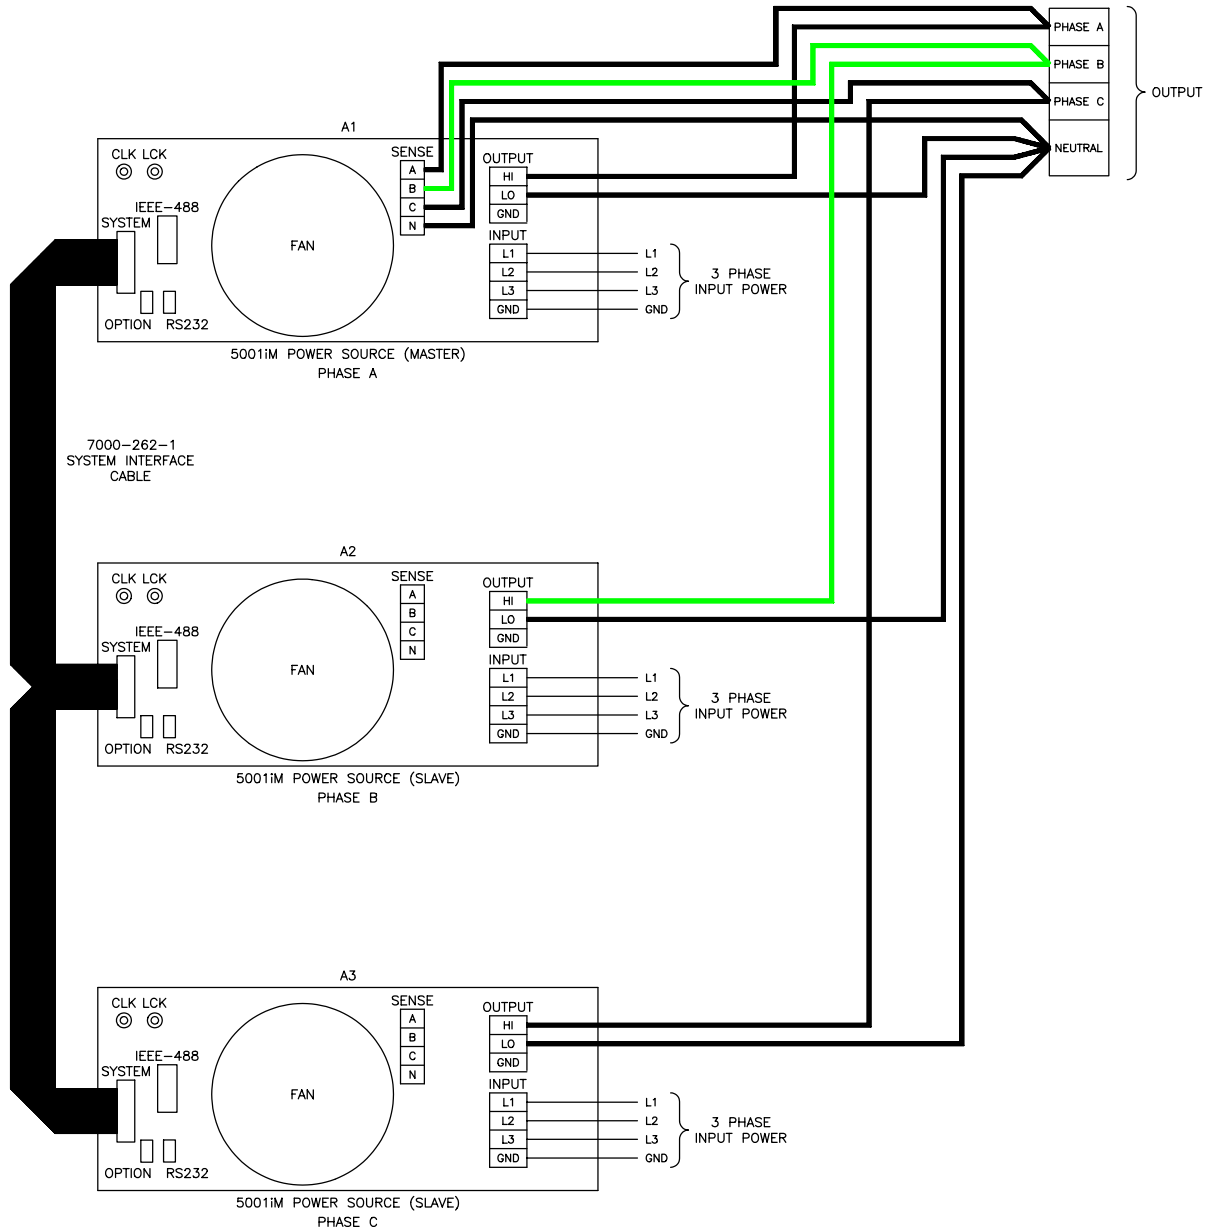 PHASE A
PHASE B
PHASE C
NEUTRAL
OUTPUT
A1
CLK LCK
SENSE
A
B
C
N
OUTPUT
HI
LO
GND
IEEE-488
SYSTEM
FAN
INPUT
L1
L2
L3
GND
L1
L2
L3
GND
3 PHASE
INPUT POWER
OPTION RS232
5001iM POWER SOURCE (MASTER)
PHASE A
7000-262-1
SYSTEM INTERFACE
CABLE
A2
CLK LCK
SENSE
A
B
C
N
OUTPUT
HI
LO
GND
IEEE-488
SYSTEM
FAN
INPUT
L1
L2
L3
GND
L1
L2
L3
GND
3 PHASE
INPUT POWER
OPTION RS232
5001iM POWER SOURCE (SLAVE)
PHASE B
A3
CLK LCK
SENSE
A
B
C
N
OUTPUT
HI
LO
GND
IEEE-488
SYSTEM
FAN
INPUT
L1
L2
L3
GND
L1
L2
L3
GND
3 PHASE
INPUT POWER
OPTION RS232
5001iM POWER SOURCE (SLAVE)
PHASE C